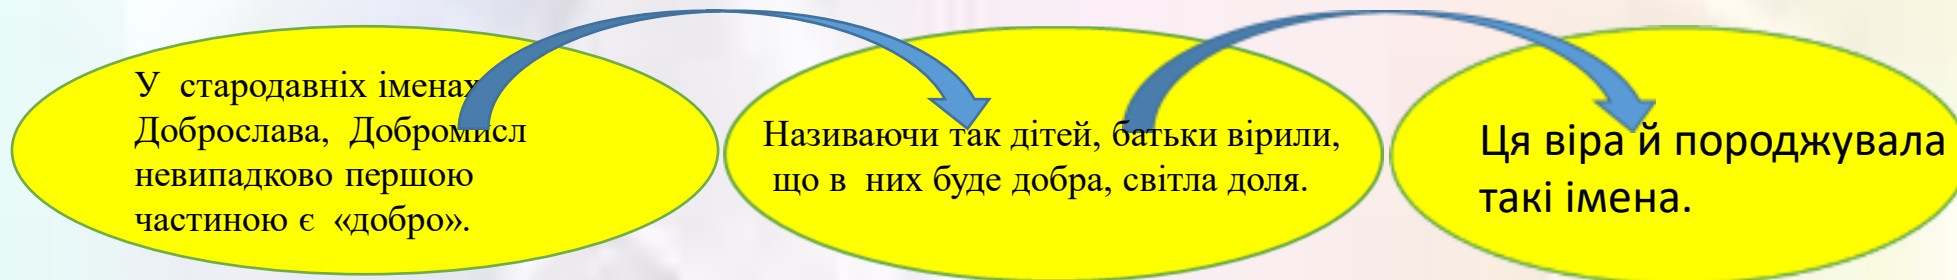 У стародавніх іменах
Доброслава, Добромисл
невипадково першою
частиною є «добро».
Називаючи так дітей, батьки вірили,
що в них буде добра, світла доля.
Ця віра й породжувала
такі імена.